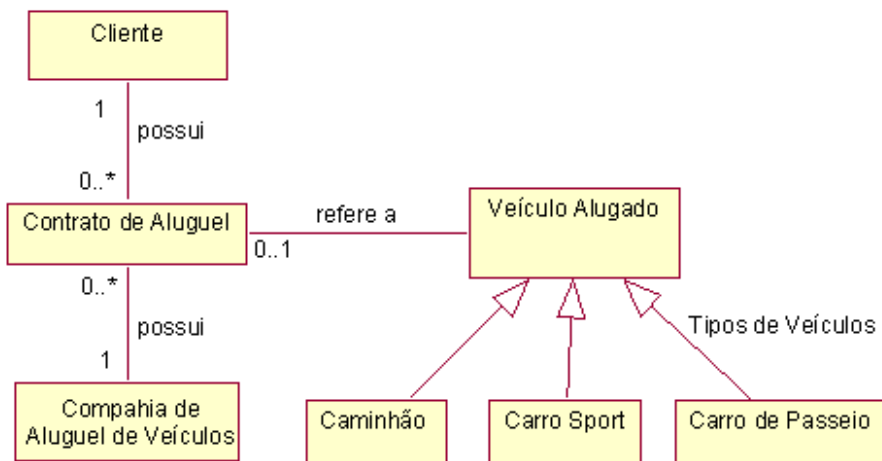 Cliente
1
possui
0..*
Contrato de Aluguel
refere a
0..1
Veículo Alugado
0..*
possui
1
Compahia de
Aluguel de Veículos
Tipos de Veículos
Caminhão
Carro Sport
Carro de Passeio